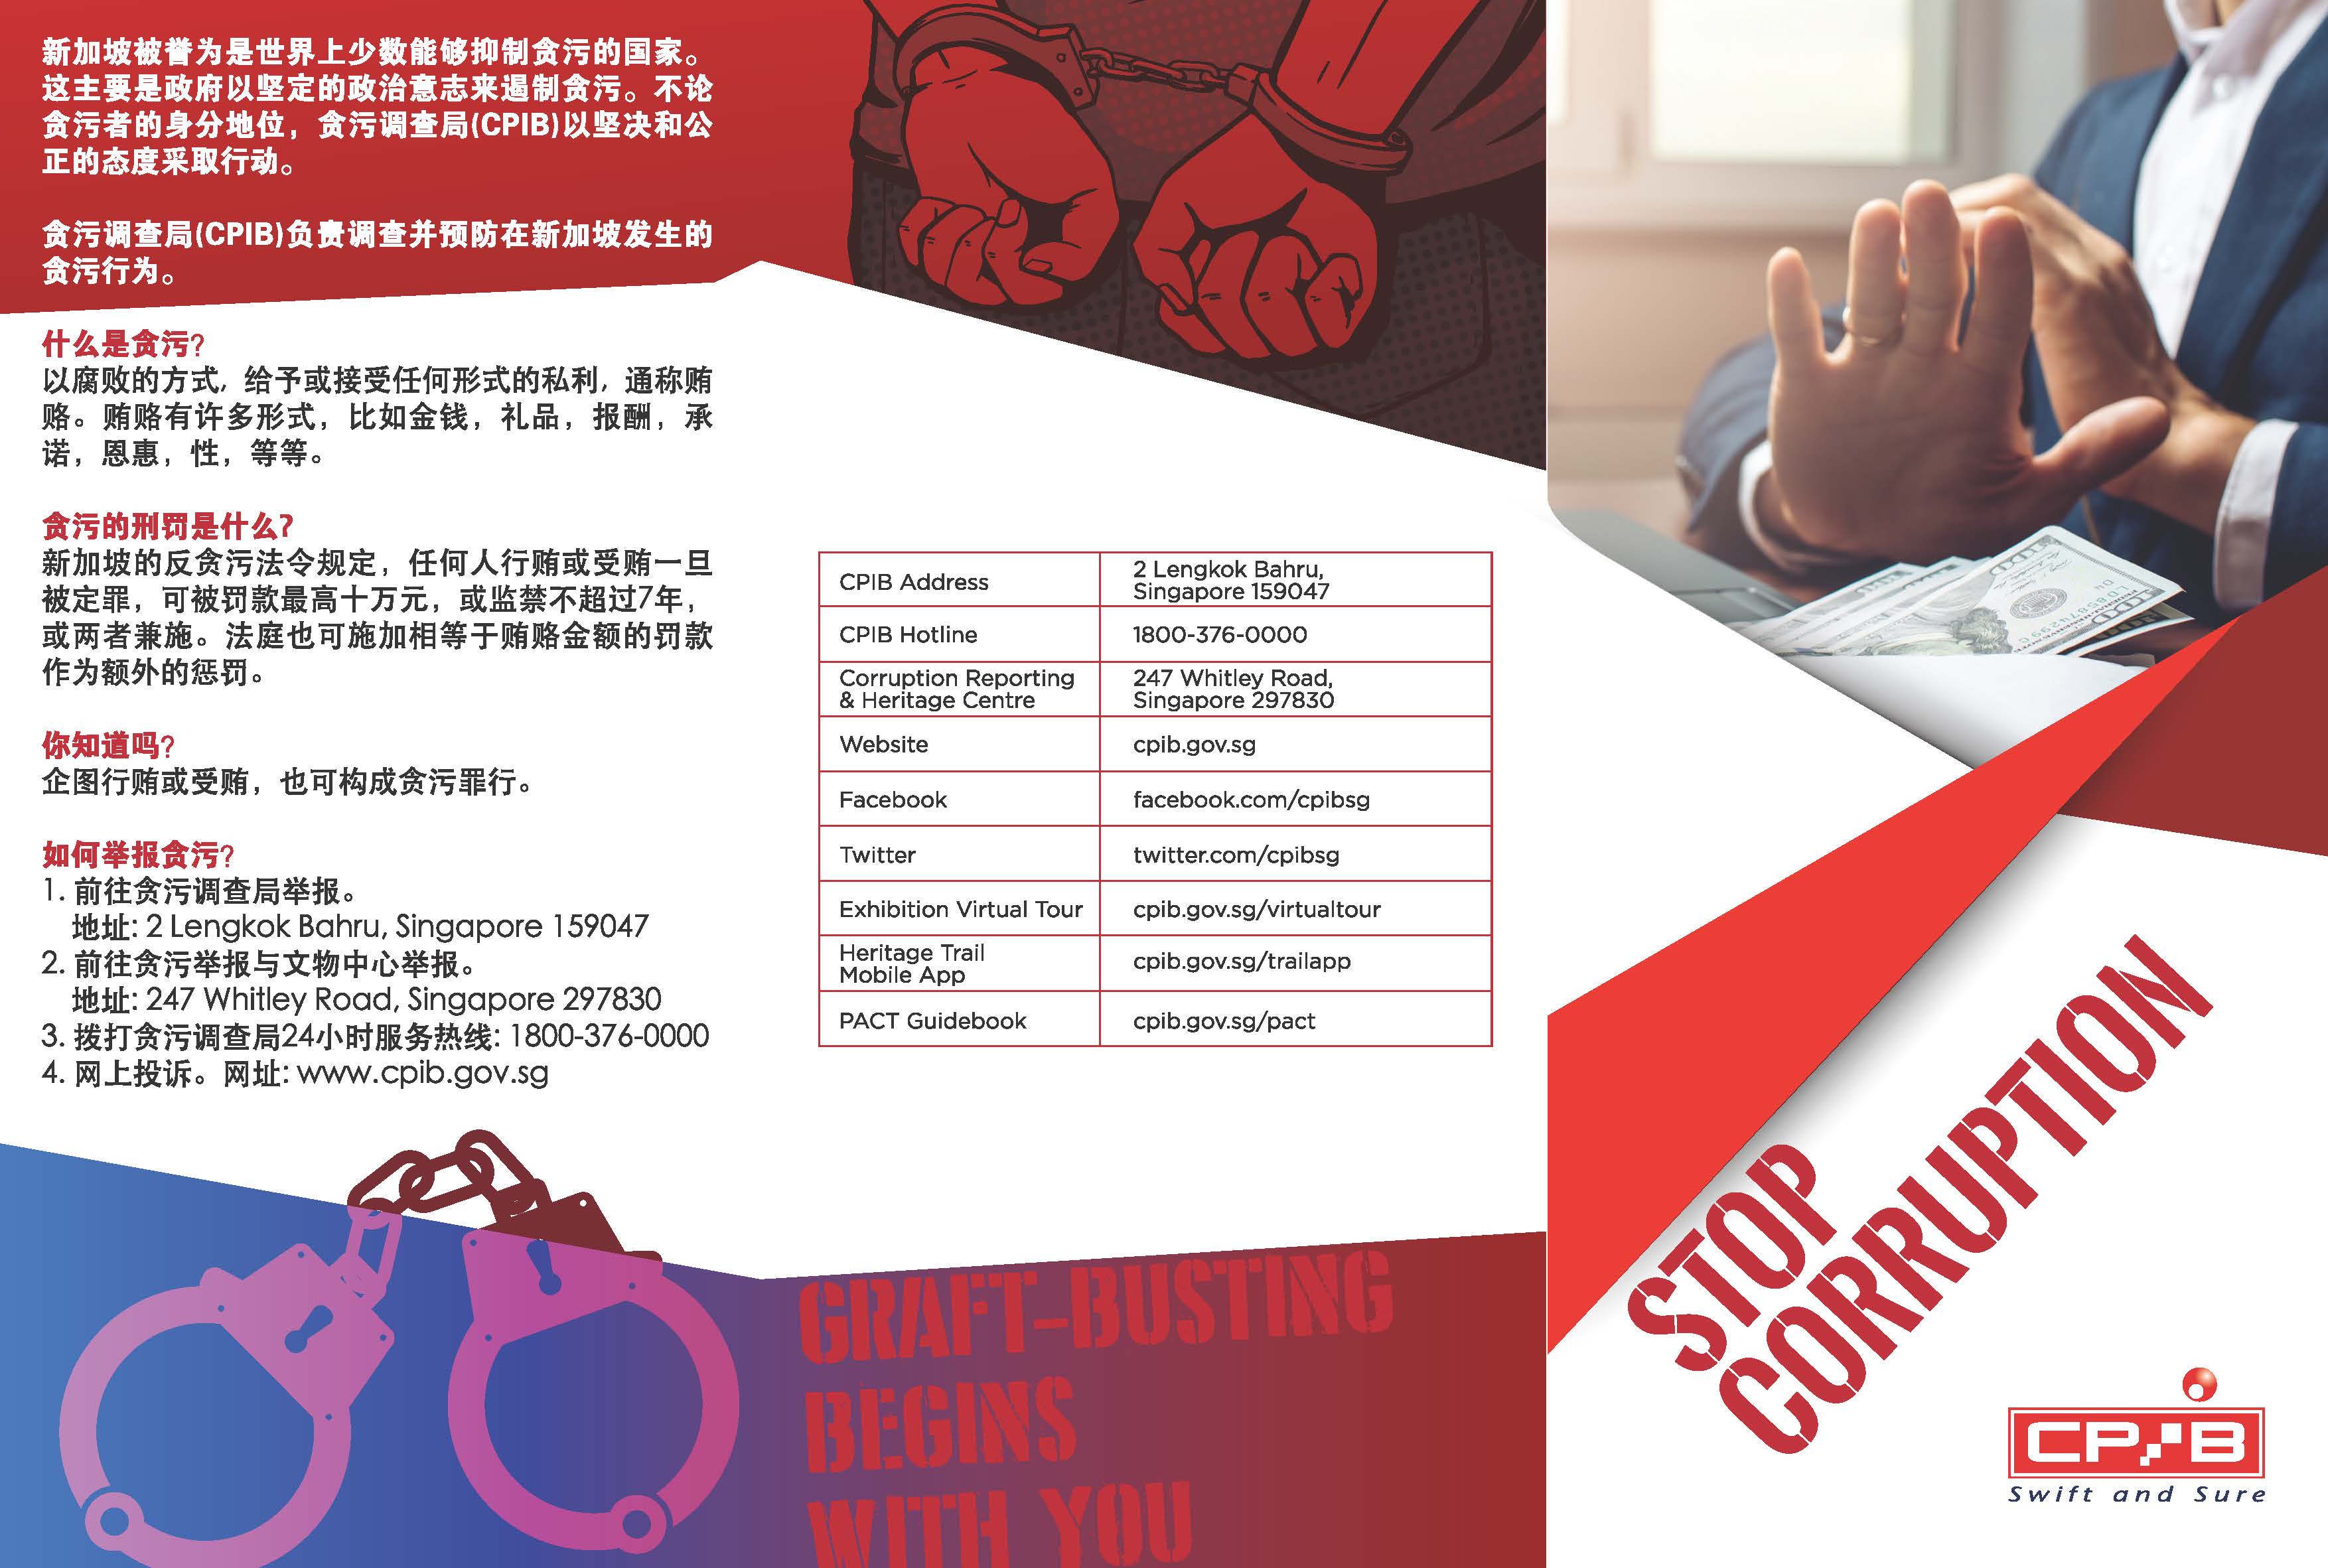 新加坡被誉为是世界上少数能够抑制贪污的国家。
这主要是政府以坚定的政治意志来遏制贪污。不论
贪污者的身分地位，贪污调查局(CPIB)以坚决和公
正的态度采取行动。
贪污调查局(CPIB)负责调查并预防在新加坡发生的
贪污行为。
什么是贪污?
以腐败的方式，给予或接受任何形式的私利，通称贿
赂。贿赂有许多形式，比如金钱，礼品，报酬，承
诺，恩惠，性，等等。
贪污的刑罚是什么?
新加坡的反贪污法令规定，任何人行贿或受贿一旦
被定罪，可被罚款最高十万元，或监禁不超过7年，
或两者兼施。法庭也可施加相等于贿赂金额的罚款
作为额外的惩罚。
你知道吗?
企图行贿或受贿，也可构成贪污罪行。
如何举报贪污?
1. 前往贪污调查局举报。
地址: 2 Lengkok Bahru, Singapore 159047
2. 前往贪污举报与文物中心举报。
地址: 247 Whitley Road, Singapore 297830
3. 拨打贪污调查局24小时服务热线: 1800-376-0000
4. 网上投诉。网址: www.cpib.gov.sg
CPIB Address
2 Lengkok Bahru,
Singapore 159047
CPIB Hotline
1800-376-0000
Corruption Reporting
& Heritage Centre
247 Whitley Road,
Singapore 297830
Website
cpib.gov.sg
Facebook
facebook.com/cpibsg
Twitter
twitter.com/cpibsg
Exhibition Virtual Tour
cpib.gov.sg/virtualtour
Heritage Trail
Mobile App
cpib.gov.sg/trailapp
PACT Guidebook
cpib.gov.sg/pact
GRAFT-BUSTING
BEGINS
WITH YOU
STOP
CORRUPTION
CPIB
Swift and Sure